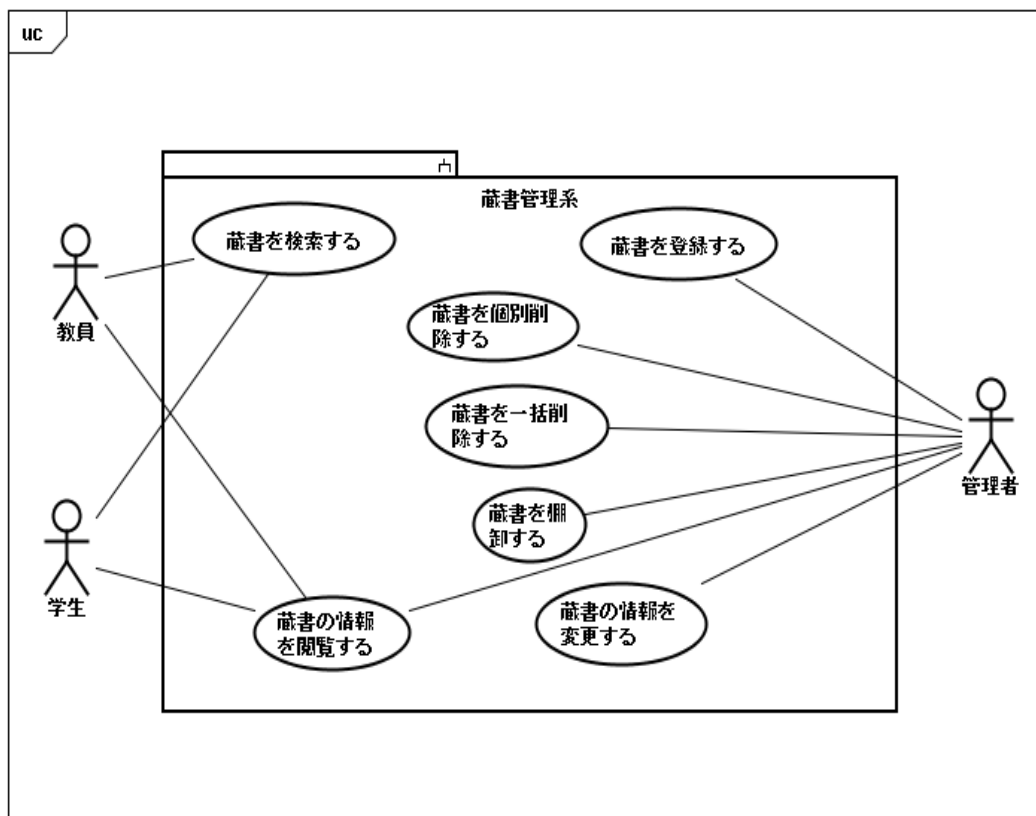 uc
蔵書管理系
蔵書を検索する
蔵書を登録する
教員
蔵書を個別削
除する
蔵書を一括削
除する
管理者
蔵書を棚
卸する
学生
蔵書の情報
を閲覧する
蔵書の情報を
変更する